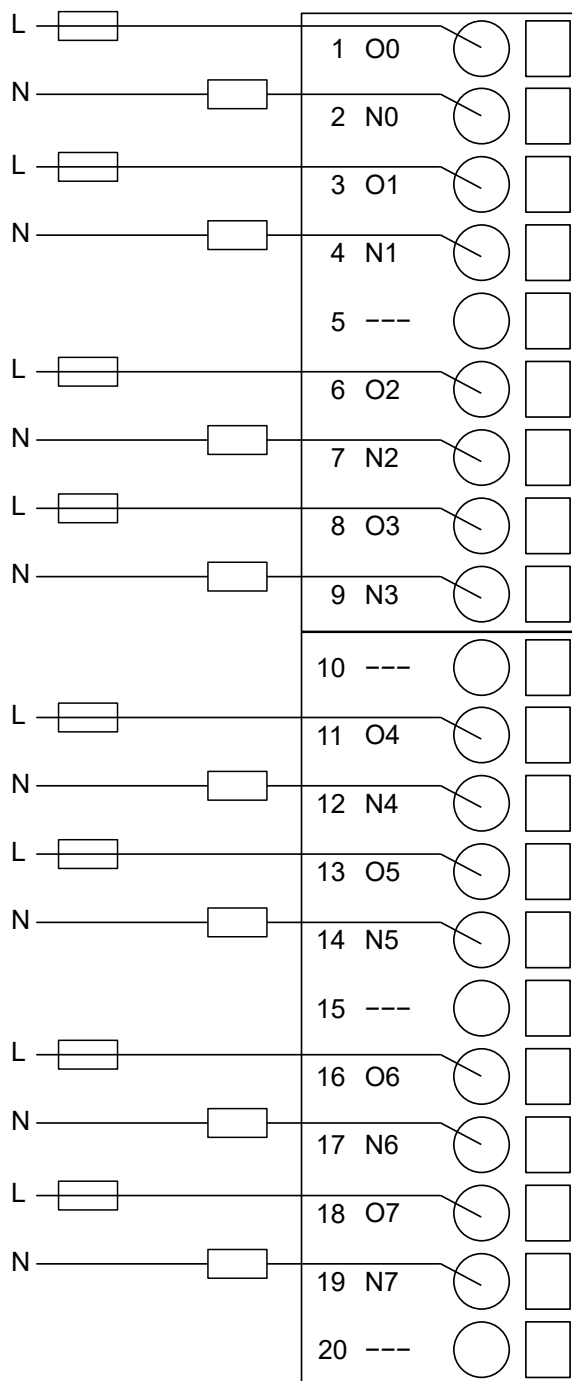 L
1 O0
N
2 N0
L
3 O1
N
4 N1
5 ---
L
6 O2
N
7 N2
L
8 O3
N
9 N3
10 ---
L
11 O4
N
12 N4
L
13 O5
N
14 N5
15 ---
L
16 O6
N
17 N6
L
18 O7
N
19 N7
20 ---